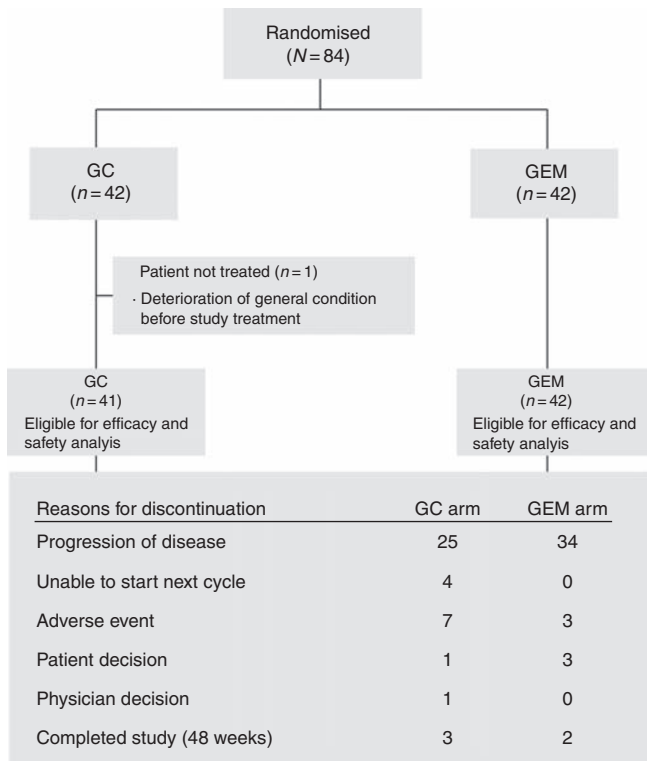 Randomised
(N=84)
GC
(n=42)
GEM
(n=42)
Patient not treated (n=1)
· Deterioration of general condition
before study treatment
GC
(n=41)
Eligible for efficacy and
safety analyis
GEM
(n=42)
Eligible for efficacy and
safety analyis
Reasons for discontinuation GC arm GEM arm
Progression of disease 25 34
Unable to start next cycle 4 0
Adverse event 7 3
Patient decision 1 3
Physician decision 1 0
Completed study (48 weeks) 3 2